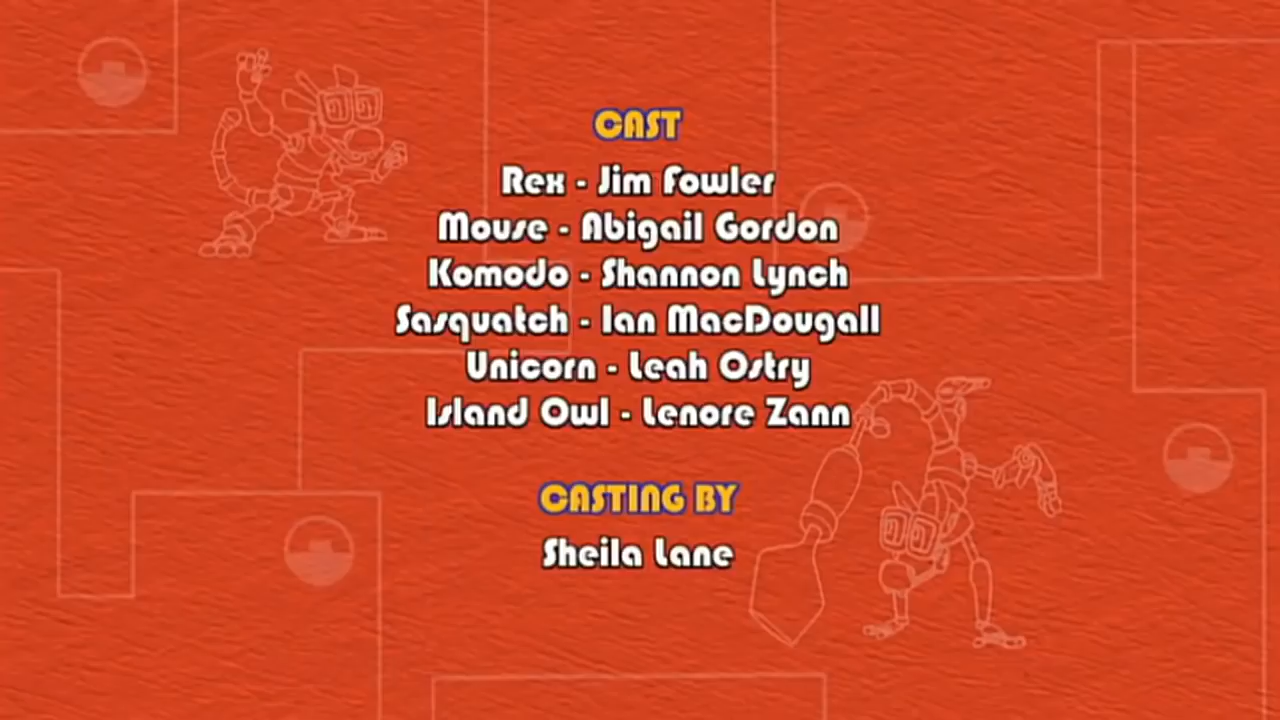 CAST
Rex - Jim Fowler
Mouse - Abigail Gordon
Komodo - Shannon Lynch
Sasquatch - Ian MacDougall
Unicorn - Leah Ostry
Island Owl - Lenore Zann
CASTING BY
Sheila Lane